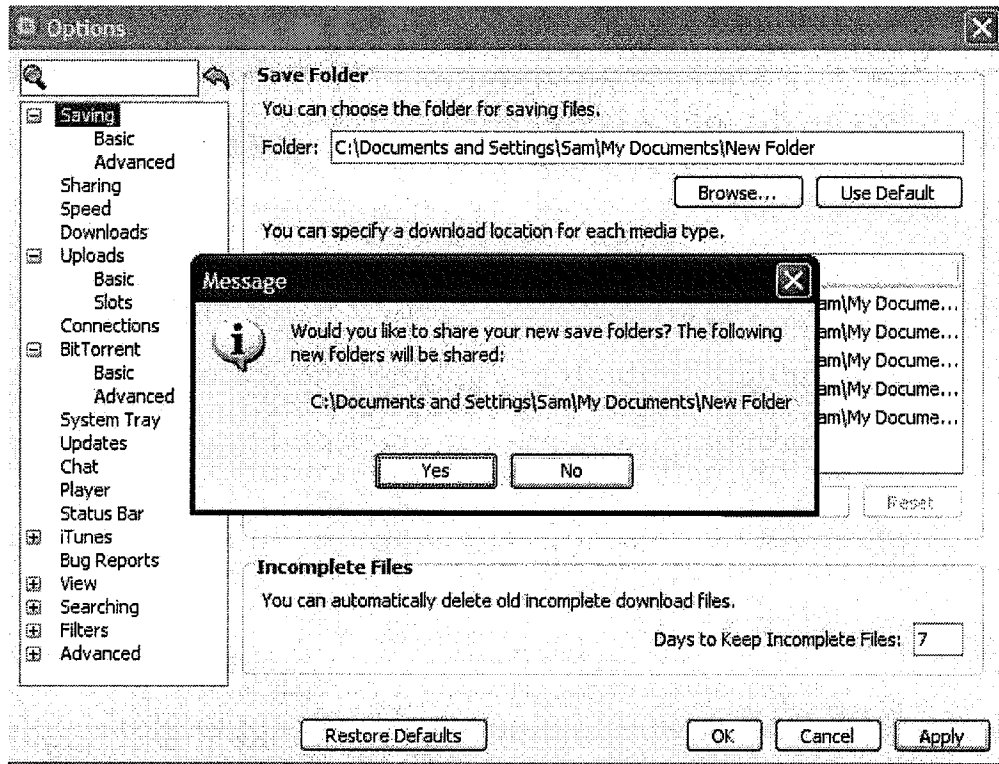 Options
Save Folder
You can choose the folder for saving files.
Folder: C:\Documents and Settings\Sam\My Documents\New Folder
Browse... Use Default
You can specify a download location for each media type.
Saving
Basic
Advanced
Sharing
Speed
Downloads
Uploads
Basic
Slots
Connections
BitTorrent
Basic
Advanced
System Tray
Updates
Chat
Player
Status Bar
iTunes
Bug Reports
View
Searching
Filters
Advanced
Message
Would you like to share your new save folders? The following
new folders will be shared:
C:\Documents and Settings\Sam\My Documents\New Folder
Yes No
am\My Docume...
am\My Docume...
am\My Docume...
am\My Docume...
am\My Docume...
Reset
Incomplete Files
You can automatically delete old incomplete download files.
Days to Keep Incomplete Files: 7
Restore Defaults OK Cancel Apply